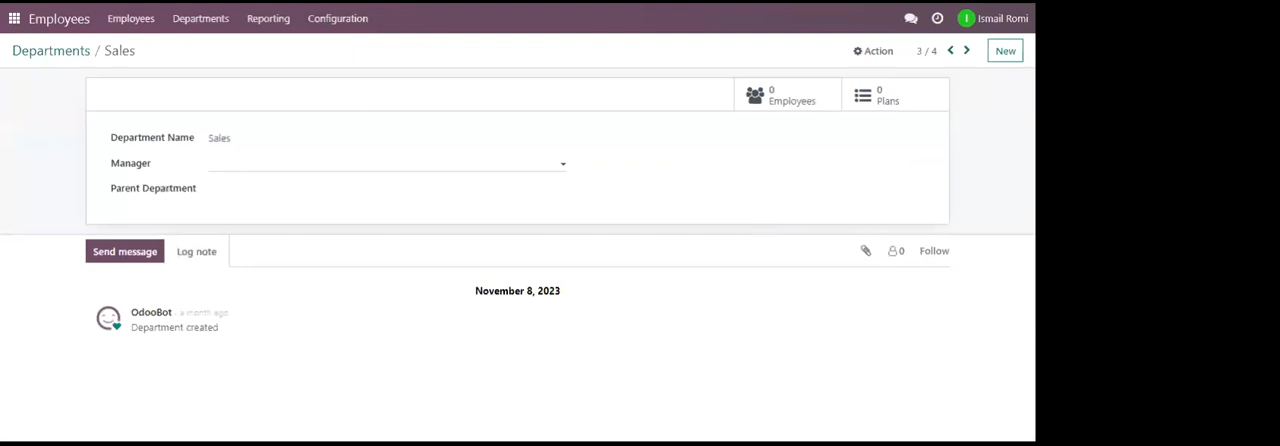 Employees Employees Departments Reporting Configuration I Ismail Romi
Departments / Sales Action 3 / 4 New
0 Employees 0 Plans
Department Name Sales
Manager
Parent Department
Send message Log note 0 Follow
November 8, 2023
OdooBot - a month ago
Department created